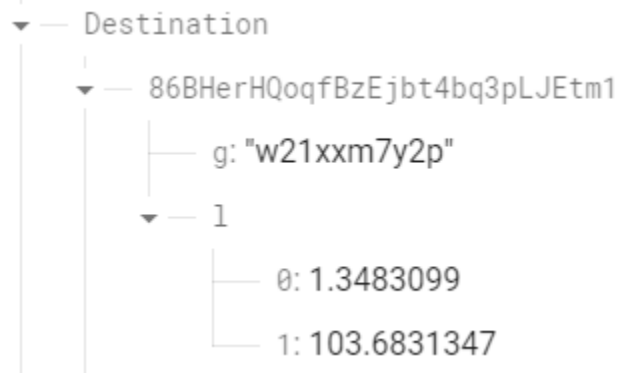 Destination
86BHerHQoqfBzEjbt4bq3pLJEtm1
g: "w21xxm7y2p"
l
0: 1.3483099
1: 103.6831347